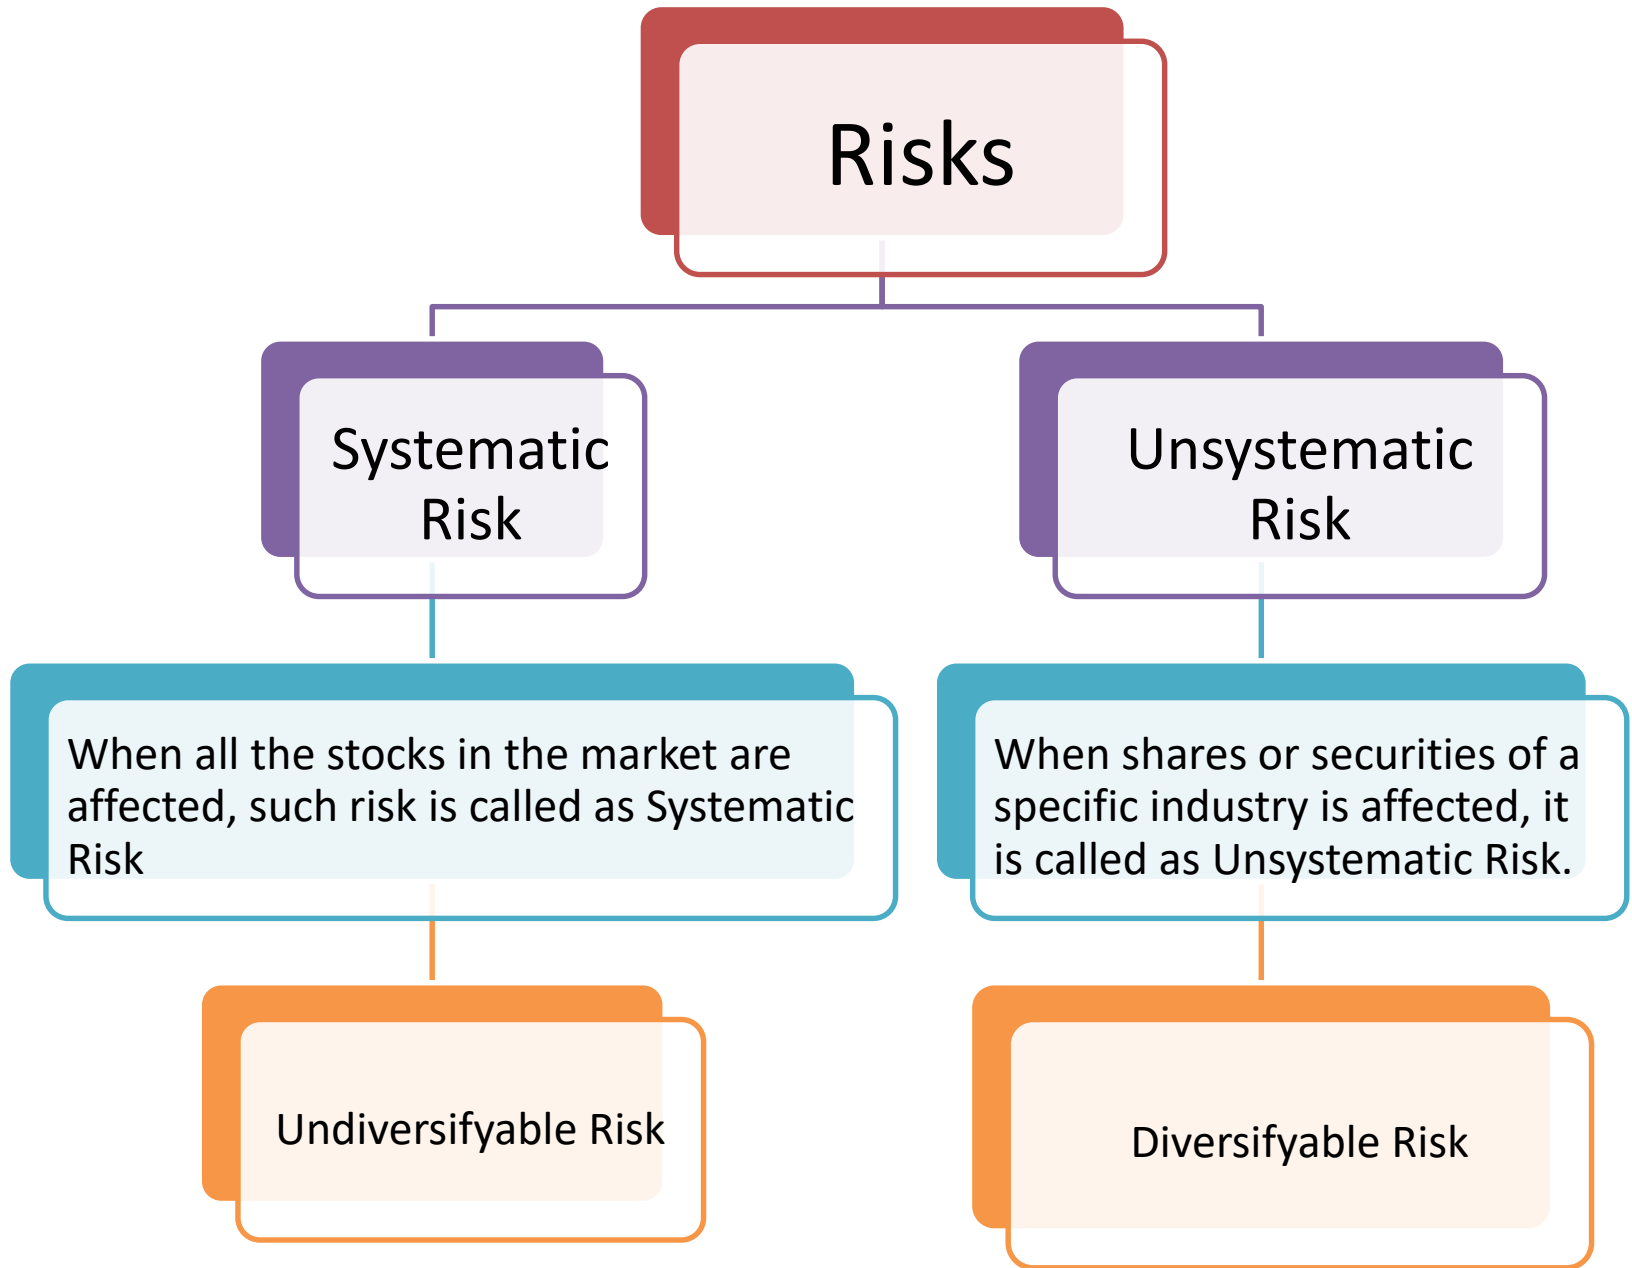 Risks
Systematic
Risk
Unsystematic
Risk
When all the stocks in the market are
affected, such risk is called as Systematic
Risk
When shares or securities of a
specific industry is affected, it
is called as Unsystematic Risk.
Undiversifyable Risk
Diversifyable Risk